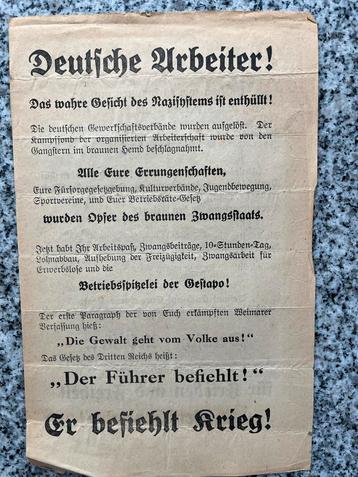 Deutsche Arbeiter!
Das wahre Gesicht des Nazisystems ist enthüllt!
Die deutschen Gewerkschaftsverbände wurden aufgelöst. Der
Kampffond der organisierten Arbeiterschaft wurde von den
Gangstern im braunen Hemd beschlagnahmt.
Alle Eure Errungenschaften,
Eure Fürsorgegesetzgebung, Kulturverbände, Jugendbewegung,
Sportvereine, und Euer Betriebsräte-Gesetz
wurden Opfer des braunen Zwangsstaats.
Jetzt habt Ihr Arbeitspaß, Zwangsbeiträge, 10-Stunden-Tag,
Lohnabbau, Aufhebung der Freizügigkeit, Zwangsarbeit für
Erwerbslose und die
Betriebsspitzelei der Gestapo!
Der erste Paragraph der von Euch erkämpften Weimarer
Verfassung hieß:
„Die Gewalt geht vom Volke aus!"
Das Gesetz des Dritten Reichs heißt:
„Der Führer befiehlt!"
Er befiehlt Krieg!